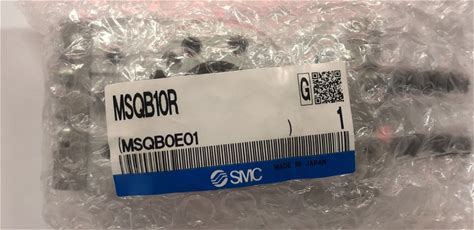 MSQB10R
G
(MSQB0E01 )
1
SMC
MADE IN JAPAN